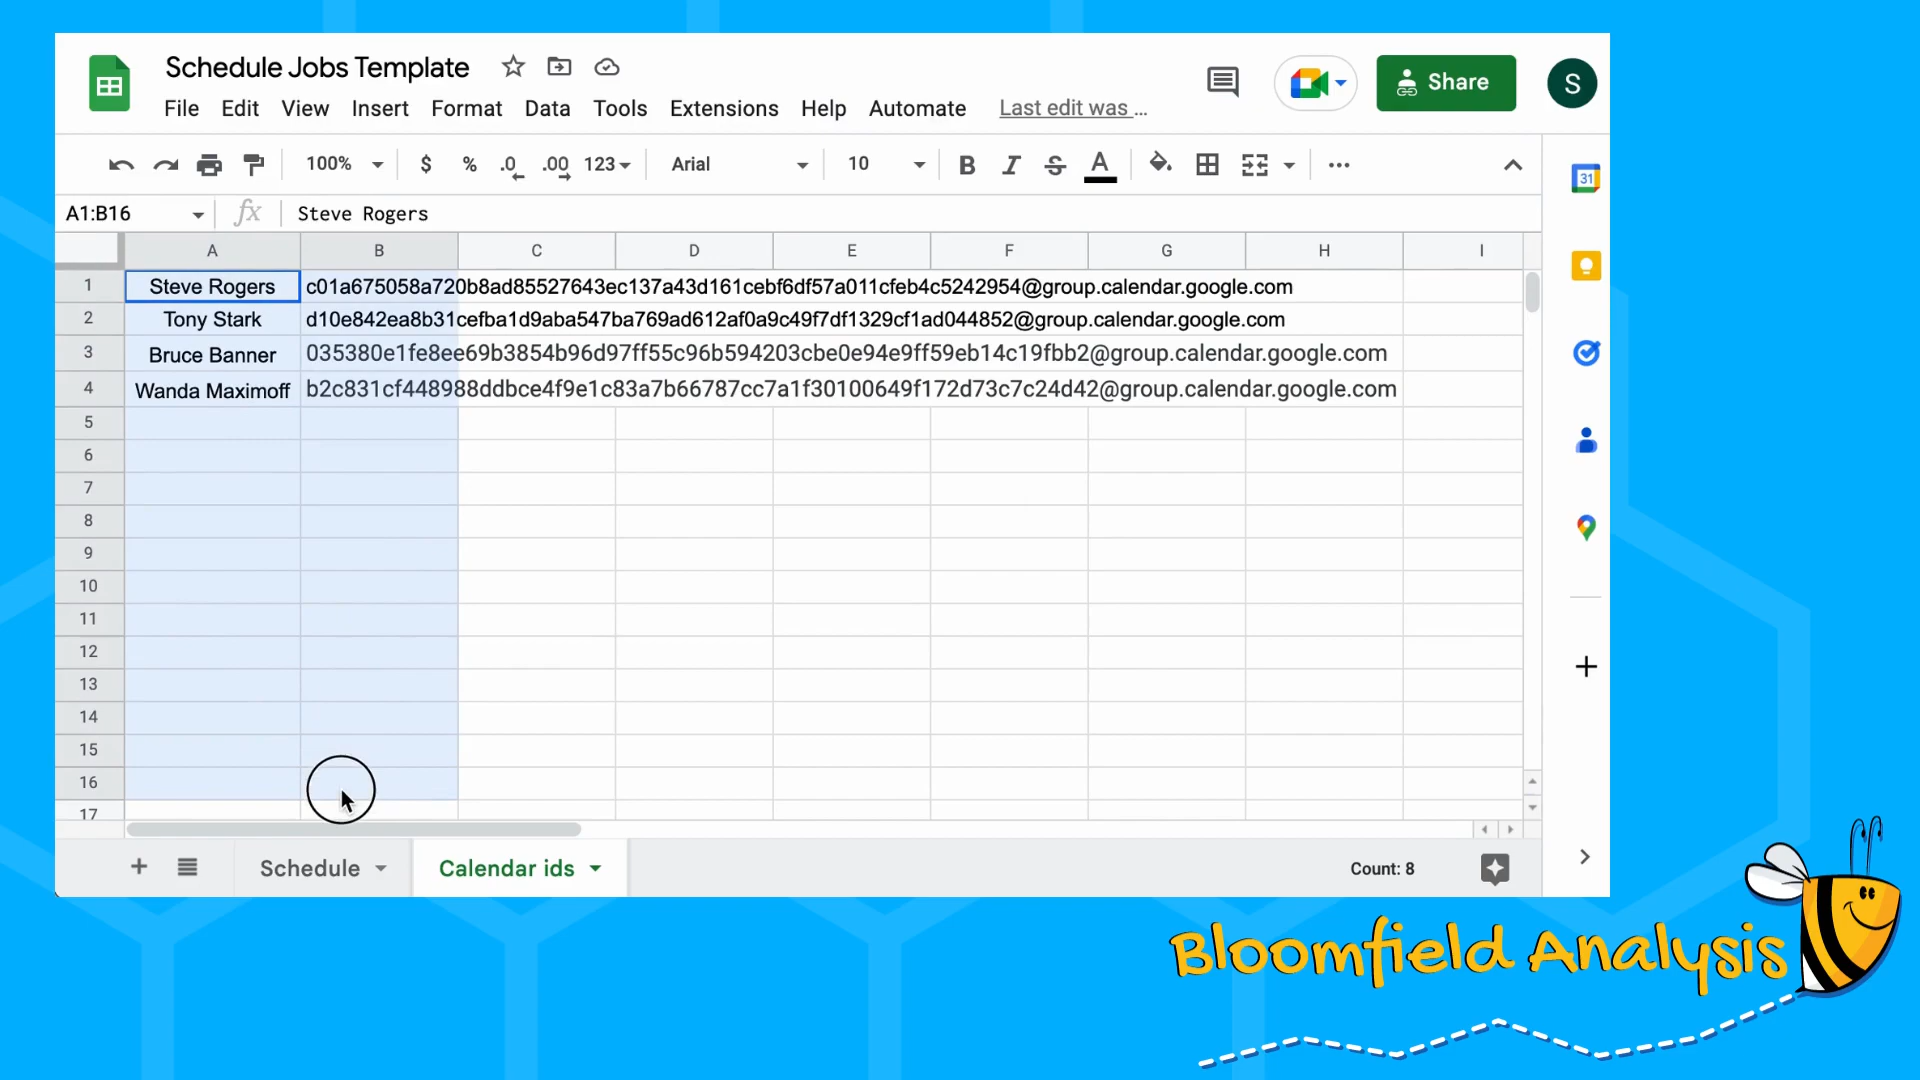 Schedule Jobs Template
Share
S
File Edit View Insert Format Data Tools Extensions Help Automate Last edit was ...
100% $ % .0 .00 123 Arial 10 B I S A
31
A1:B16 fx Steve Rogers
A B C D E F G H I
1 Steve Rogers c01a675058a720b8ad85527643ec137a43d161cebf6df57a011cfeb4c5242954@group.calendar.google.com
2 Tony Stark d10e842ea8b31cefba1d9aba547ba769ad612af0a9c49f7df1329cf1ad044852@group.calendar.google.com
3 Bruce Banner 035380e1fe8ee69b3854b96d97ff55c96b594203cbe0e94e9ff59eb14c19fbb2@group.calendar.google.com
4 Wanda Maximoff b2c831cf448988ddbce4f9e1c83a7b66787cc7a1f30100649f172d73c7c24d42@group.calendar.google.com
5
6
7
8
9
10
11
12
13
14
15
16
17
Schedule Calendar ids Count: 8
Bloomfield Analysis